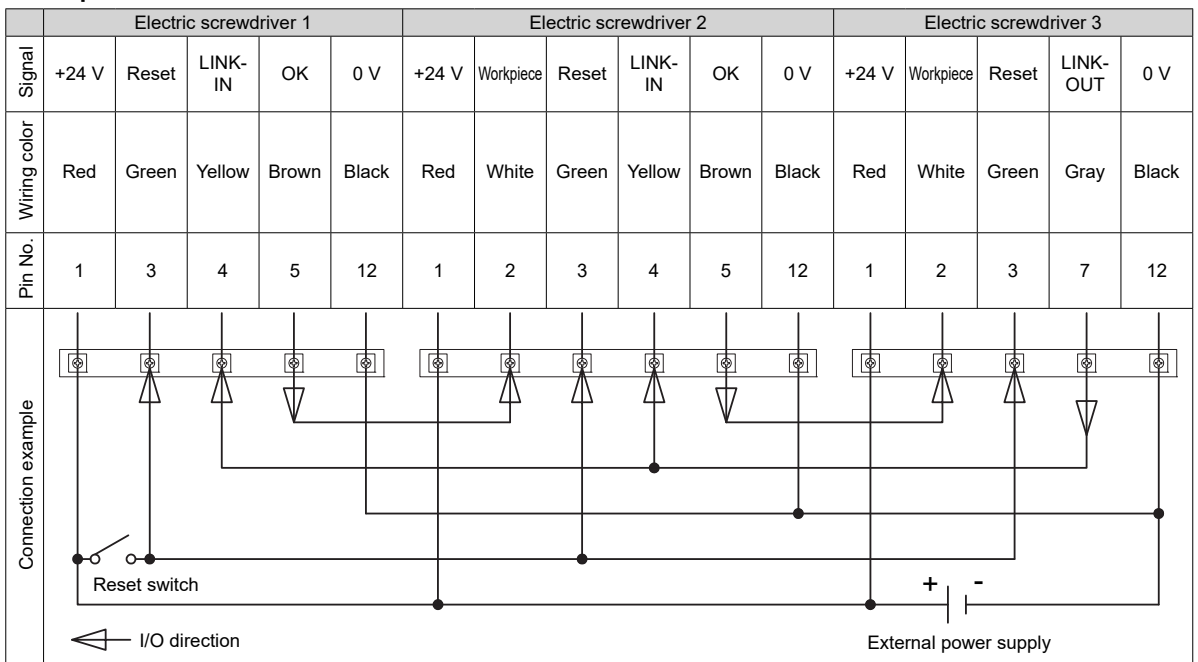 Electric screwdriver 1 Electric screwdriver 2 Electric screwdriver 3
Signal +24 V Reset LINK-IN OK 0 V +24 V Workpiece Reset LINK-IN OK 0 V +24 V Workpiece Reset LINK-OUT 0 V
Wiring color Red Green Yellow Brown Black Red White Green Yellow Brown Black Red White Green Gray Black
Pin No. 1 3 4 5 12 1 2 3 4 5 12 1 2 3 7 12
Connection example
Reset switch
+ -
I/O direction
External power supply